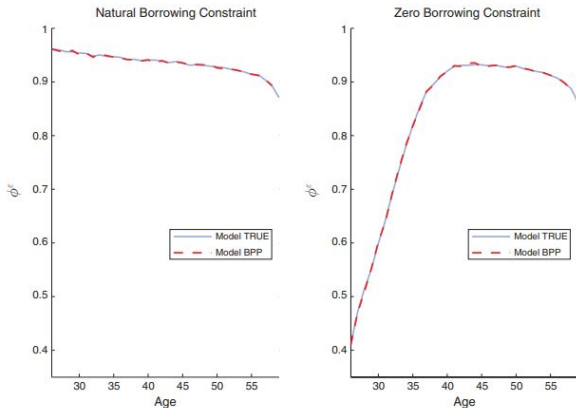 Natural Borrowing Constraint
1
0.9
0.8
0.7
0.6
0.5
0.4
ϕ^ε
Model TRUE
Model BPP
30 35 40 45 50 55
Age
Zero Borrowing Constraint
1
0.9
0.8
0.7
0.6
0.5
0.4
ϕ^ε
Model TRUE
Model BPP
30 35 40 45 50 55
Age